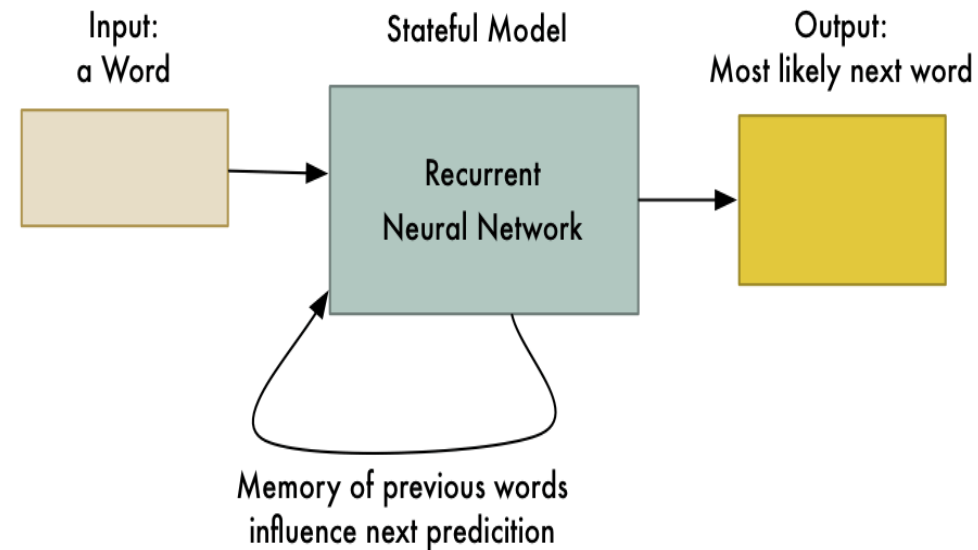 Input:
a Word
Stateful Model
Output:
Most likely next word
Recurrent
Neural Network
Memory of previous words
influence next predicition